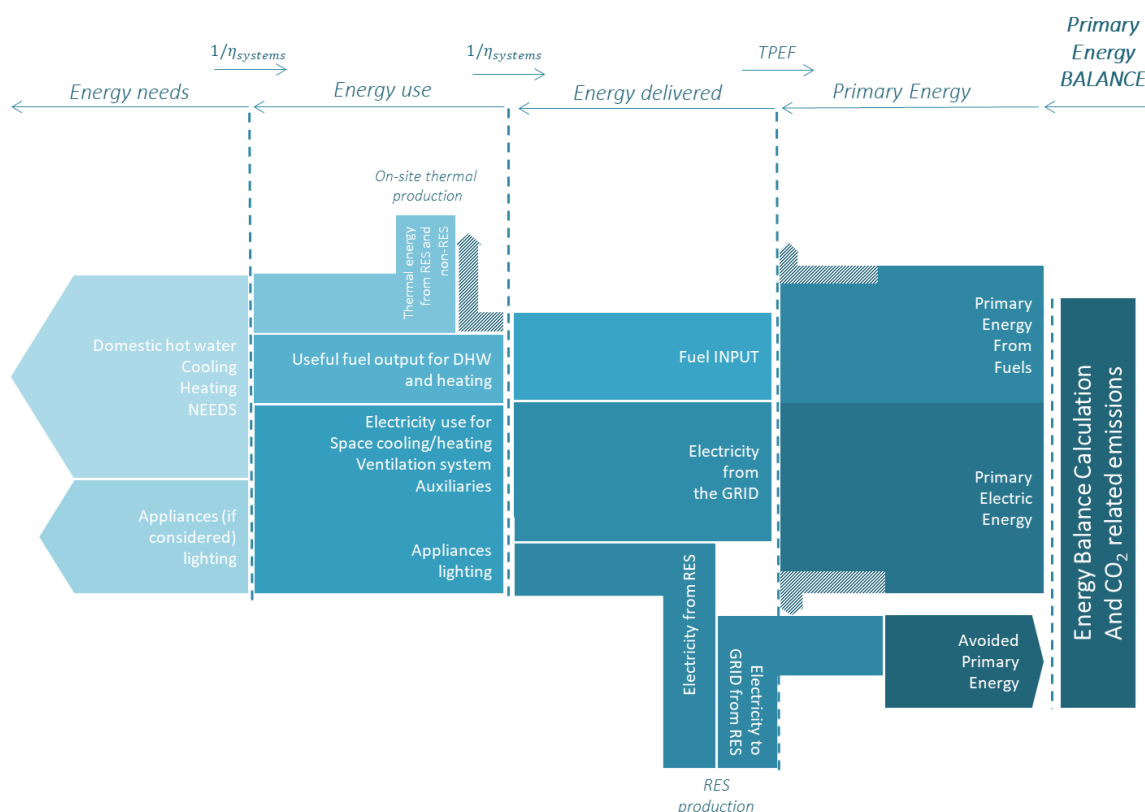 1/η_systems
1/η_systems
TPEF
Primary
Energy
BALANCE
Energy needs
Energy use
Energy delivered
Primary Energy
On-site thermal
production
Thermal energy
from RES and
non-RES
Domestic hot water
Cooling
Heating
NEEDS
Appliances (if
considered)
lighting
Useful fuel output for DHW
and heating
Electricity use for
Space cooling/heating
Ventilation system
Auxiliaries
Appliances
lighting
Fuel INPUT
Electricity
from
the GRID
Electricity from RES
Electricity to
GRID from RES
RES
production
Primary
Energy
From
Fuels
Primary
Electric
Energy
Avoided
Primary
Energy
Energy Balance Calculation
And CO₂ related emissions